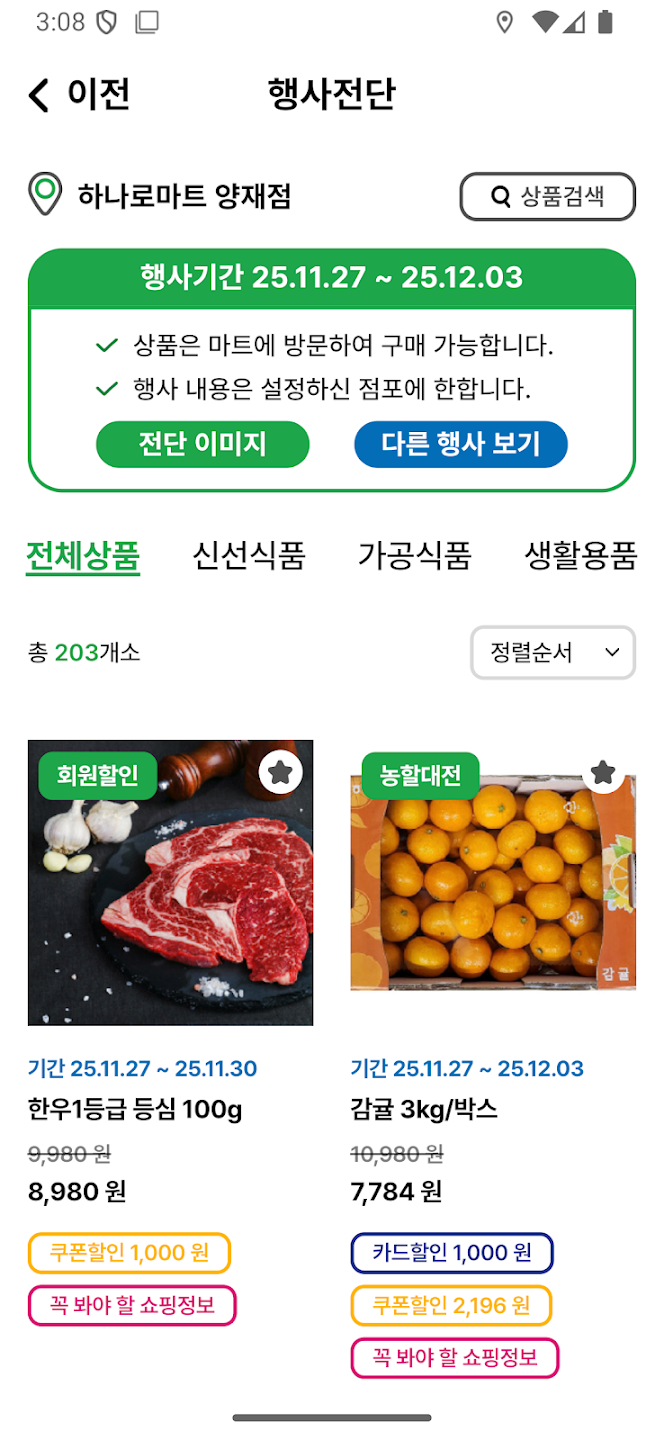 3:08
이전
행사전단
하나로마트 양재점
상품검색
행사기간 25.11.27 ~ 25.12.03
상품은 마트에 방문하여 구매 가능합니다.
행사 내용은 설정하신 점포에 한합니다.
전단 이미지
다른 행사 보기
전체상품
신선식품
가공식품
생활용품
총 203개소
정렬순서
회원할인
농할대전
감귤
기간 25.11.27 ~ 25.11.30
한우1등급 등심 100g
9,980 원
8,980 원
쿠폰할인 1,000 원
꼭 봐야 할 쇼핑정보
기간 25.11.27 ~ 25.12.03
감귤 3kg/박스
10,980 원
7,784 원
카드할인 1,000 원
쿠폰할인 2,196 원
꼭 봐야 할 쇼핑정보